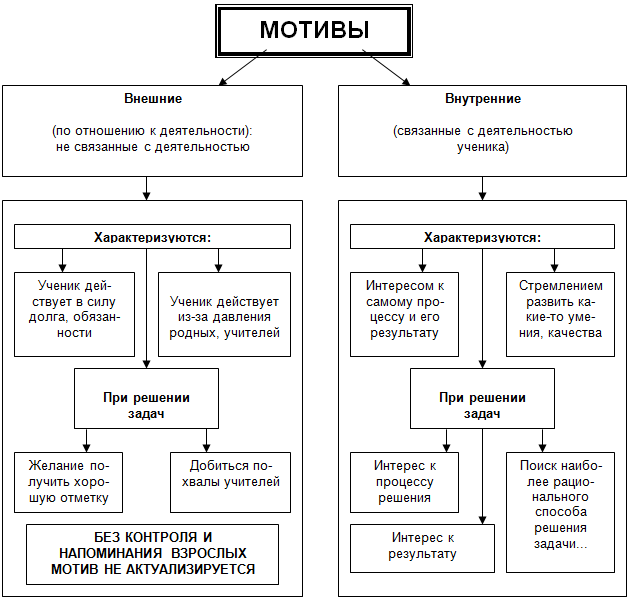 МОТИВЫ
Внешние
(по отношению к деятельности):
не связанные с деятельностью
Внутренние
(связанные с деятельностью
ученика)
Характеризуются:
Ученик дей-
ствует в силу
долга, обязан-
ности
Ученик действует
из-за давления
родных, учителей
При решении
задач
Желание по-
лучить хоро-
шую отметку
Добиться по-
хвалы учителей
БЕЗ КОНТРОЛЯ И
НАПОМИНАНИЯ ВЗРОСЛЫХ
МОТИВ НЕ АКТУАЛИЗИРУЕТСЯ
Характеризуются:
Интересом к
самому про-
цессу и его
результату
Стремлением
развить ка-
кие-то уме-
ния, качества
При решении
задач
Интерес к
процессу
решения
Поиск наибо-
лее рацио-
нального
способа
решения
задачи...
Интерес к
результату